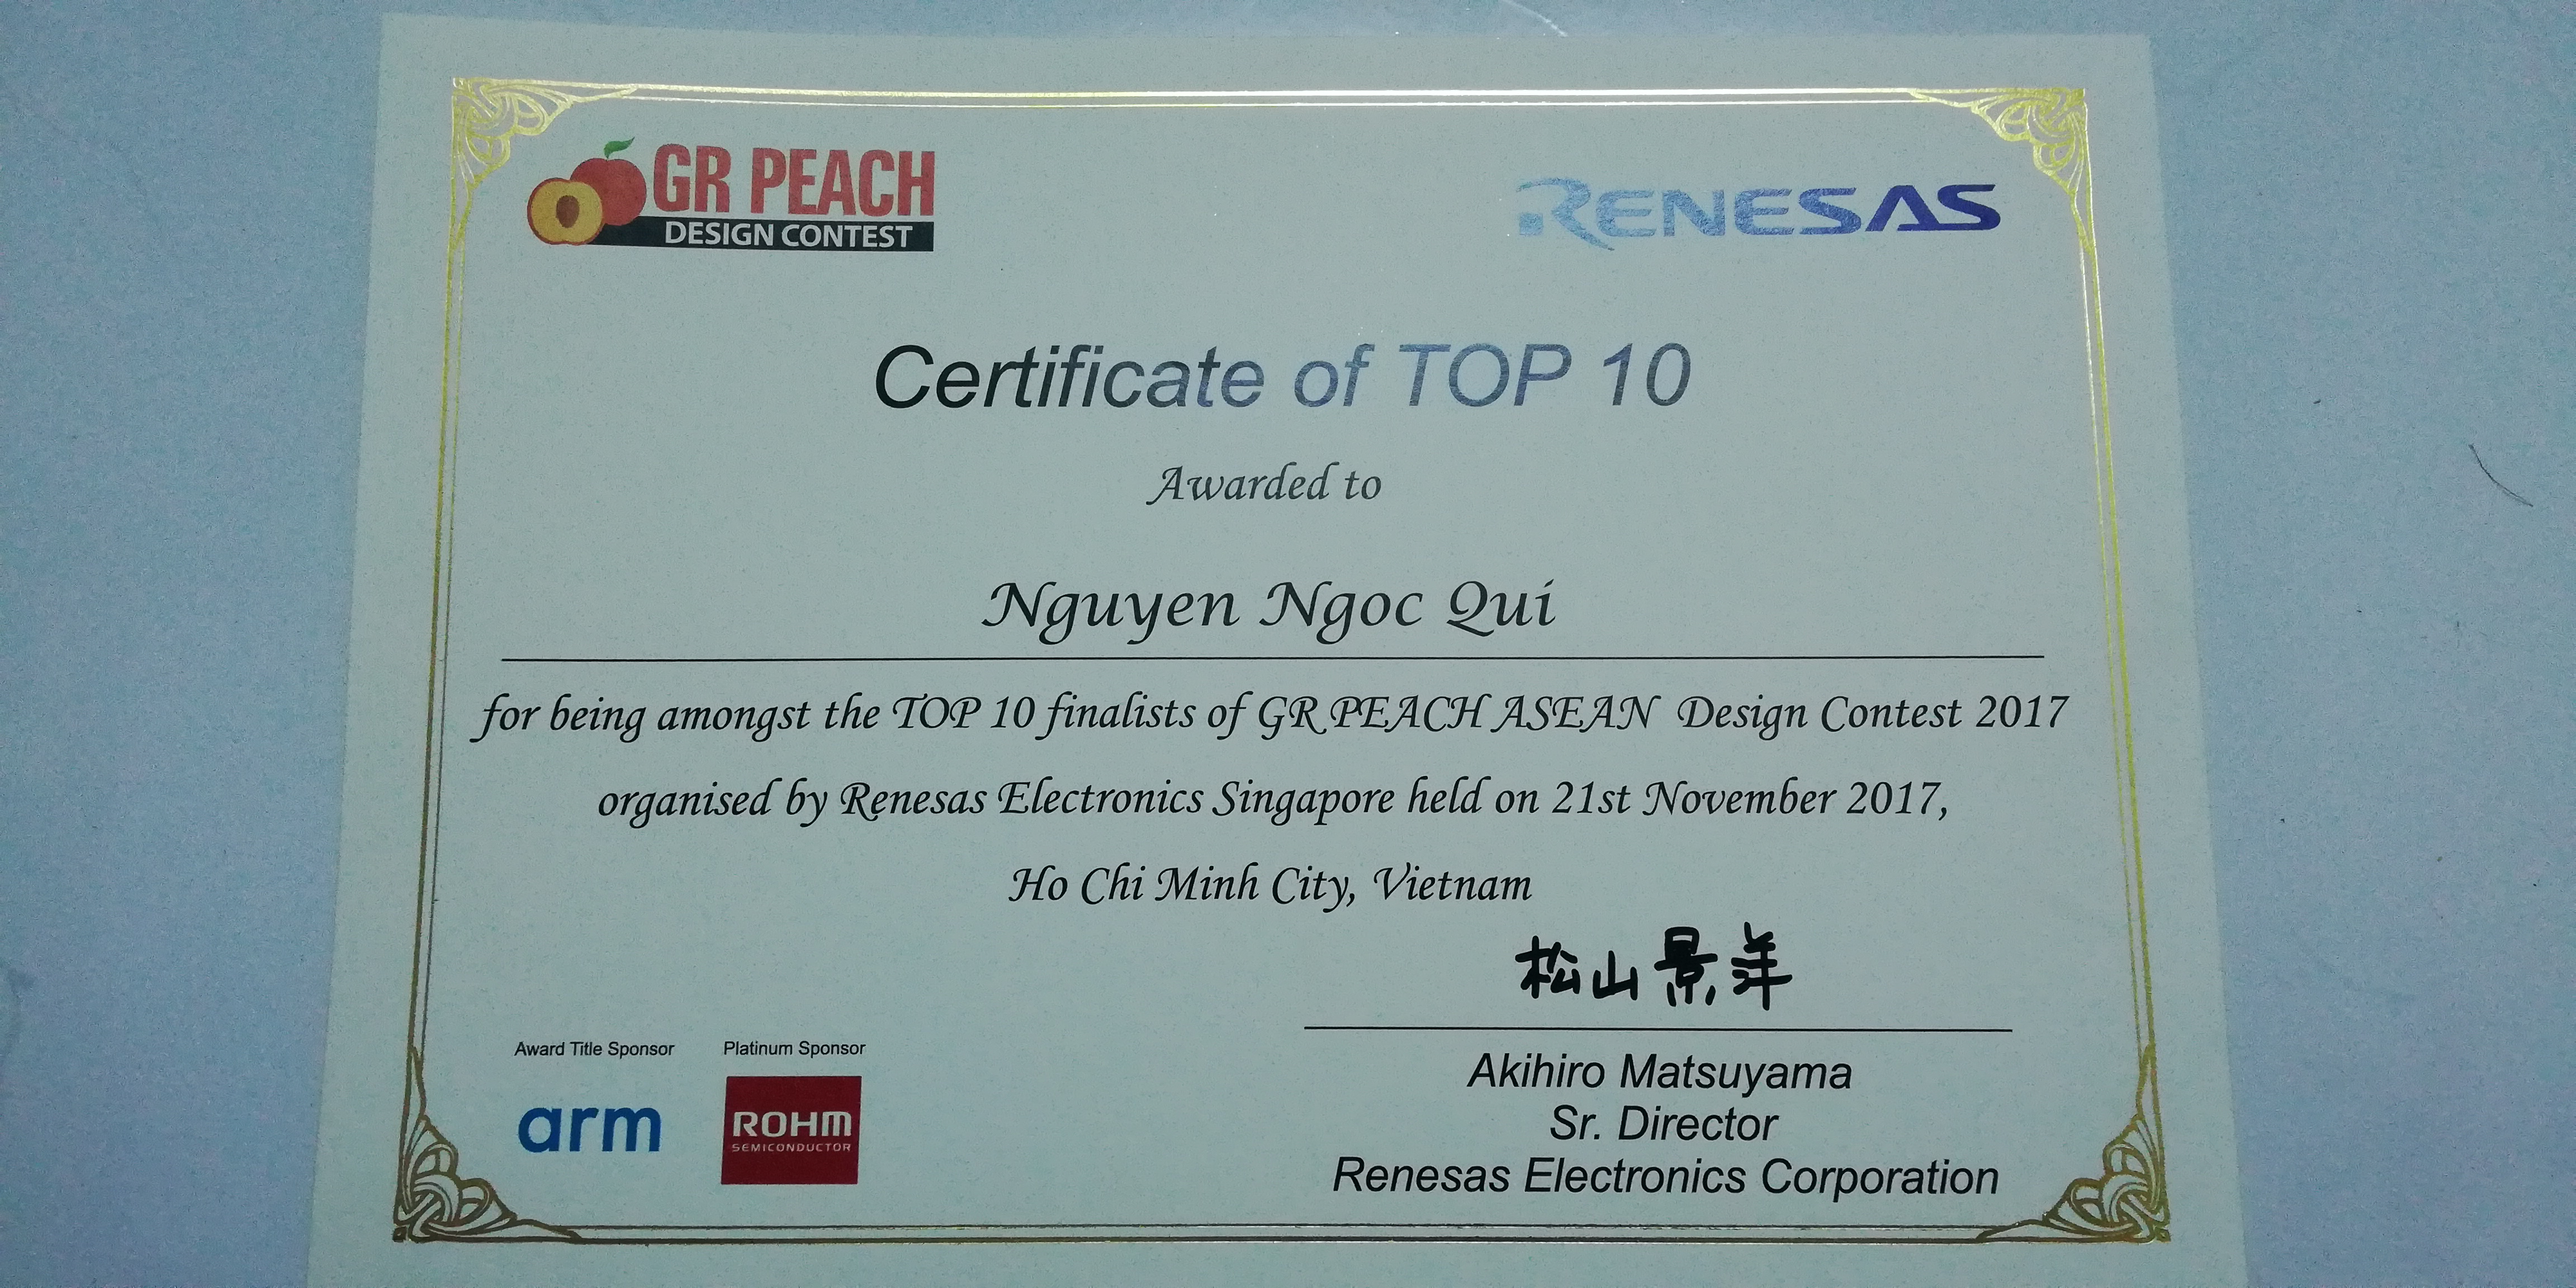 GR PEACH
DESIGN CONTEST
RENESAS
Certificate of TOP 10
Awarded to
Nguyen Ngoc Qui
for being amongst the TOP 10 finalists of GR PEACH ASEAN Design Contest 2017
organised by Renesas Electronics Singapore held on 21st November 2017,
Ho Chi Minh City, Vietnam
松山景洋
Award Title Sponsor
Platinum Sponsor
arm
ROHM
SEMICONDUCTOR
Akihiro Matsuyama
Sr. Director
Renesas Electronics Corporation